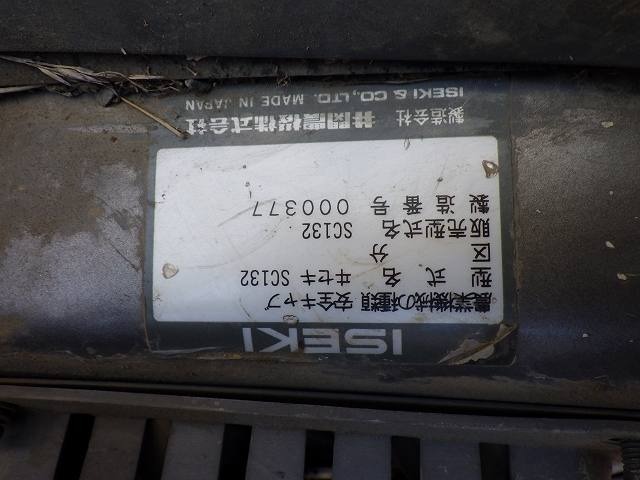 ISEKI
農業機械の種類 安全キャブ
型式名 ヰセキ SC132
区分
販売型式名 SC132
製造番号 000377
製造会社 井関農機株式会社
ISEKI & CO., LTD. MADE IN JAPAN